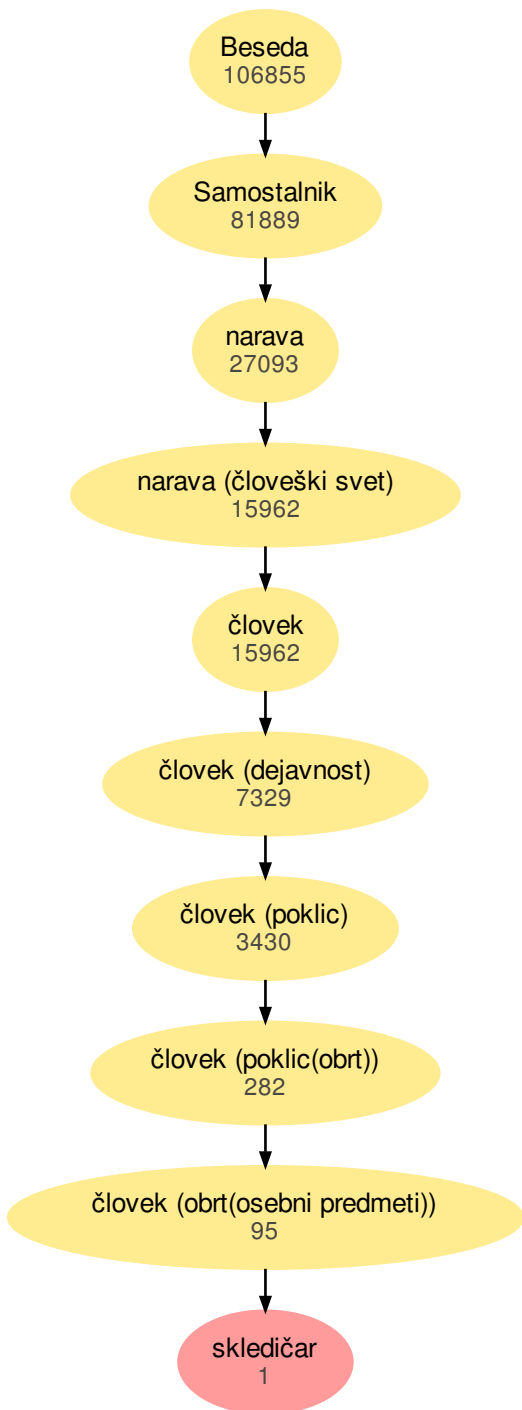 Beseda
106855
Samostalnik
81889
narava
27093
narava (človeški svet)
15962
človek
15962
človek (dejavnost)
7329
človek (poklic)
3430
človek (poklic(obrt))
282
človek (obrt(osebni predmeti))
95
skledičar
1